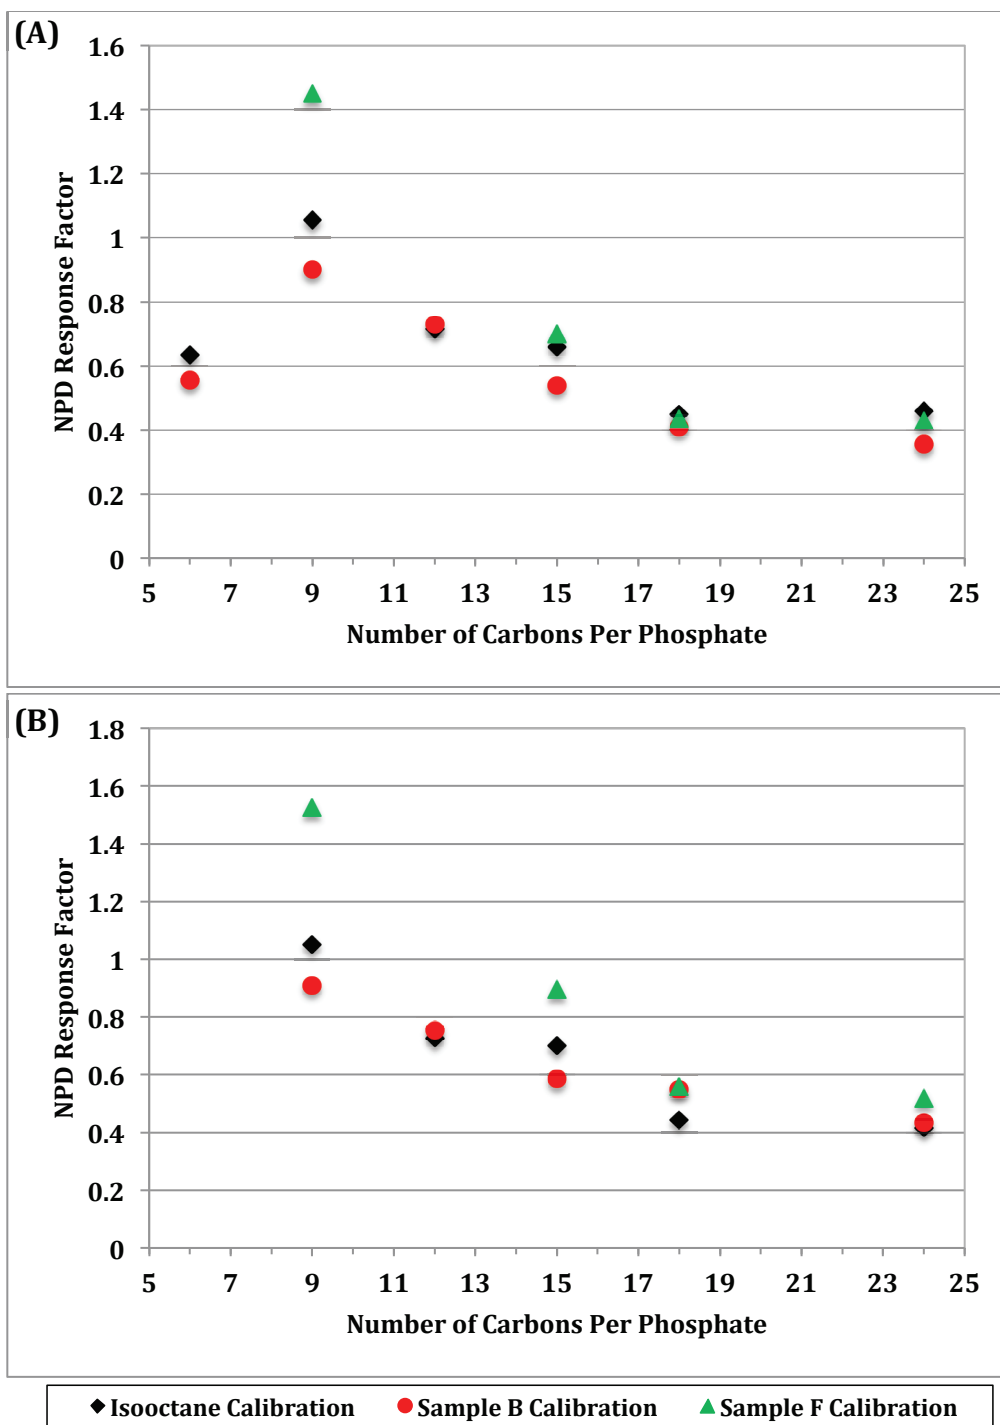 (A)
1.6
1.4
1.2
1
0.8
0.6
0.4
0.2
0
NPD Response Factor
5 7 9 11 13 15 17 19 21 23 25
Number of Carbons Per Phosphate
(B)
1.8
1.6
1.4
1.2
1
0.8
0.6
0.4
0.2
0
NPD Response Factor
5 7 9 11 13 15 17 19 21 23 25
Number of Carbons Per Phosphate
Isooctane Calibration Sample B Calibration Sample F Calibration